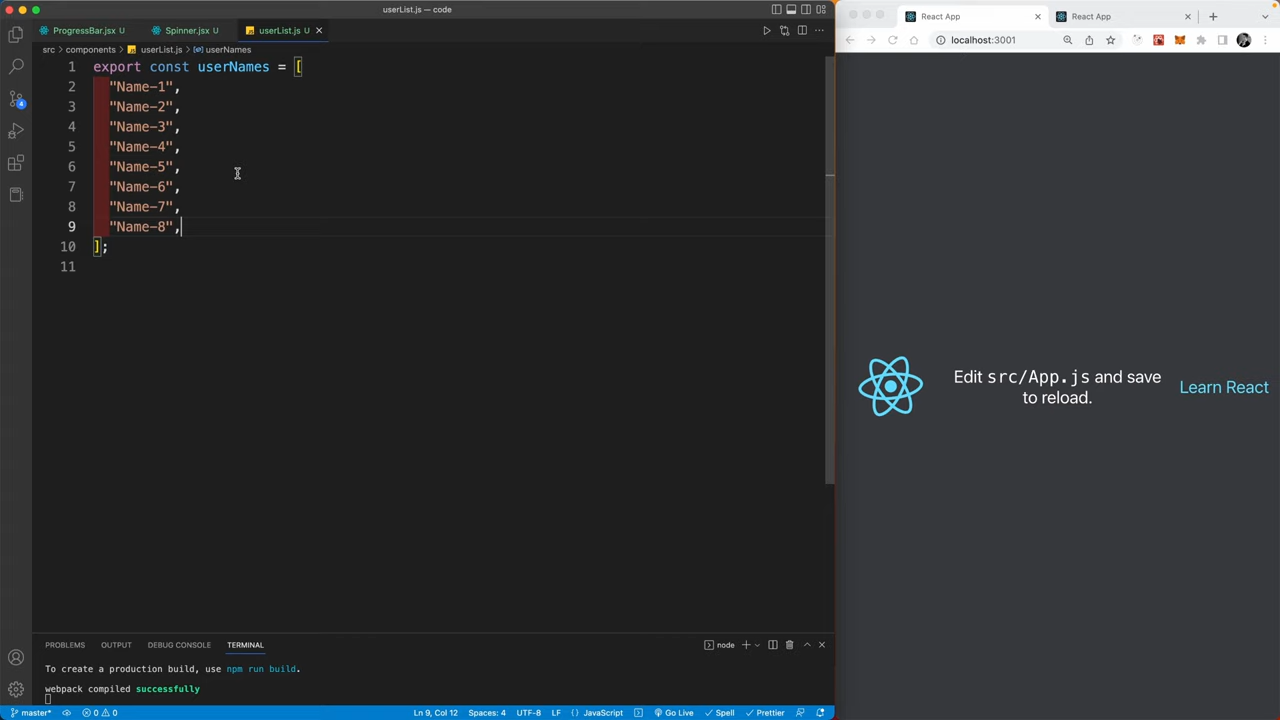 userList.js — code
ProgressBar.jsx U
Spinner.jsx U
userList.js U
src > components > userList.js > userNames
1 export const userNames = [
2 "Name-1",
3 "Name-2",
4 "Name-3",
5 "Name-4",
6 "Name-5",
7 "Name-6",
8 "Name-7",
9 "Name-8",
10 ];
11
4
PROBLEMS OUTPUT DEBUG CONSOLE TERMINAL
node
To create a production build, use npm run build.
webpack compiled successfully
master* 0 0
Ln 9, Col 12 Spaces: 4 UTF-8 LF { } JavaScript Go Live Spell Prettier
React App
React App
localhost:3001
Edit src/App.js and save
to reload.
Learn React